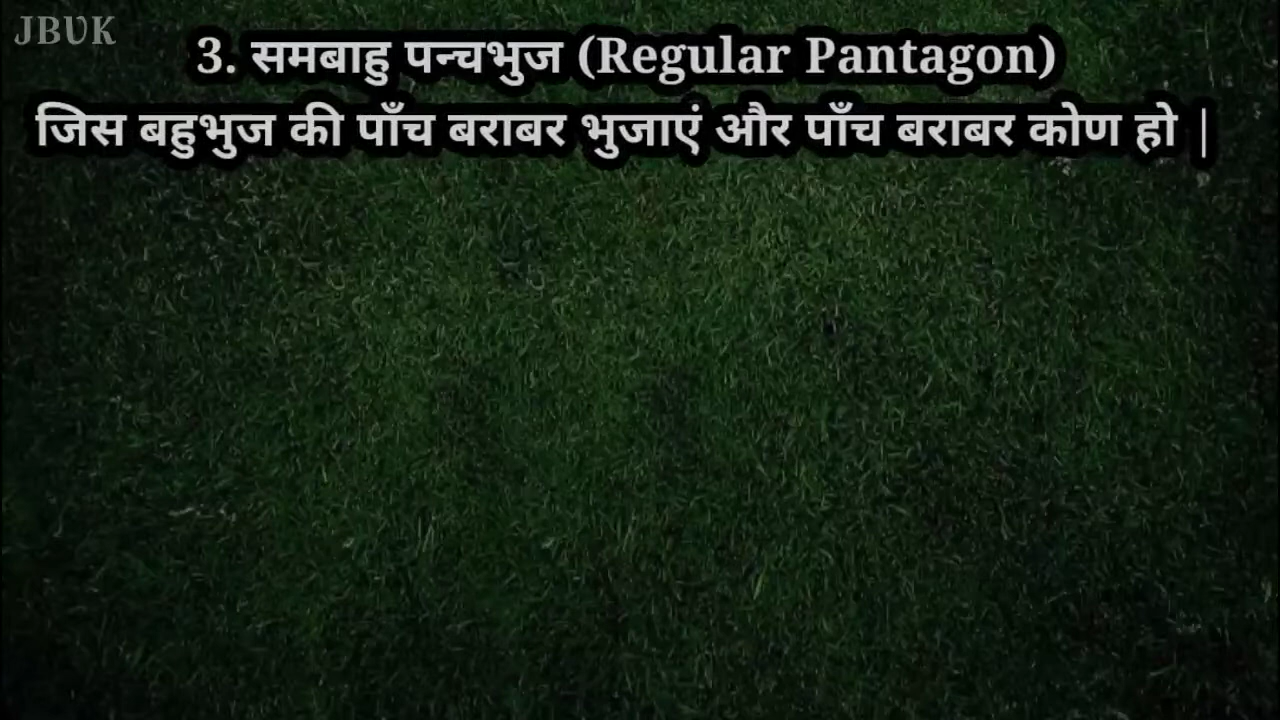 JBUK
3. समबाहु पन्चभुज (Regular Pantagon)
जिस बहुभुज की पाँच बराबर भुजाएं और पाँच बराबर कोण हो |